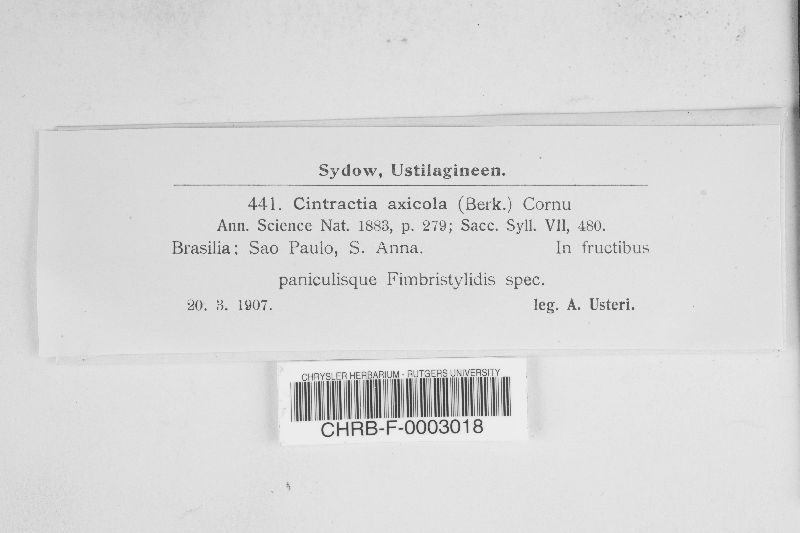 Sydow, Ustilagineen.
441. Cintractia axicola (Berk.) Cornu
Ann. Science Nat. 1883, p. 279; Sacc. Syll. VII, 480.
Brasilia; Sao Paulo, S. Anna. In fructibus
paniculisque Fimbristylidis spec.
20. 3. 1907. leg. A. Usteri.
CHRYSLER HERBARIUM - RUTGERS UNIVERSITY
CHRB-F-0003018